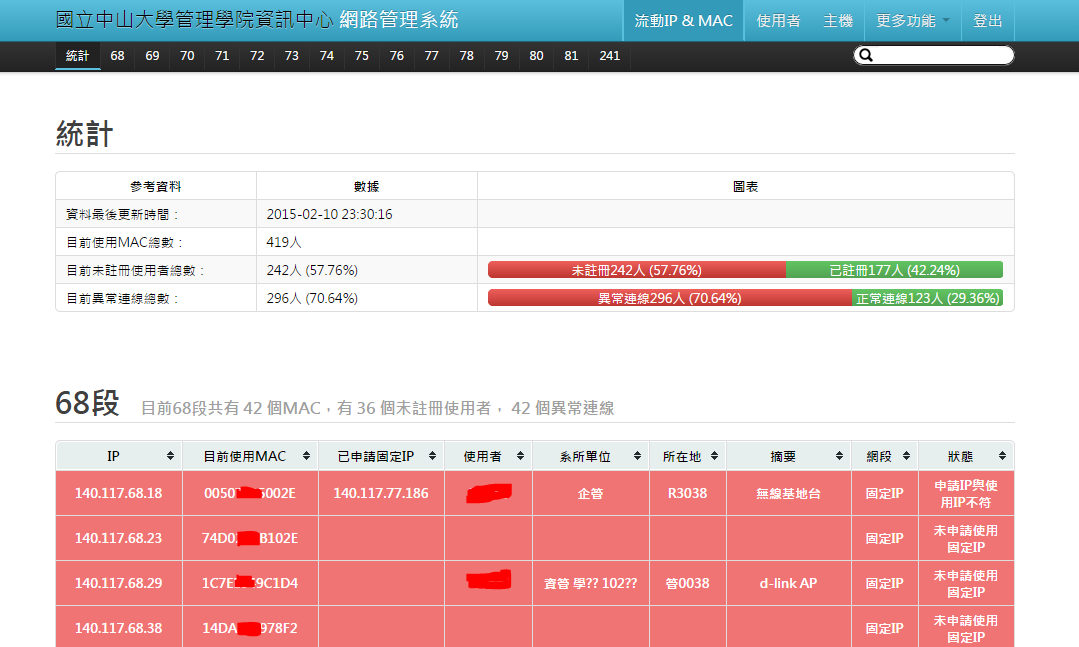 國立中山大學管理學院資訊中心 網路管理系統 流動IP & MAC 使用者 主機 更多功能 登出
統計 68 69 70 71 72 73 74 75 76 77 78 79 80 81 241
統計
參考資料 數據 圖表
資料最後更新時間： 2015-02-10 23:30:16
目前使用MAC總數： 419人
目前未註冊使用者總數： 242人 (57.76%) 未註冊242人 (57.76%) 已註冊177人 (42.24%)
目前異常連線總數： 296人 (70.64%) 異常連線296人 (70.64%) 正常連線123人 (29.36%)
68段 目前68段共有 42 個MAC，有 36 個未註冊使用者， 42 個異常連線
IP 目前使用MAC 已申請固定IP 使用者 系所單位 所在地 摘要 網段 狀態
140.117.68.18 0050 002E 140.117.77.186 企管 R3038 無線基地台 固定IP 申請IP與使
用IP不符
140.117.68.23 74D0 B102E 固定IP 未申請使用
固定IP
140.117.68.29 1C7E 9C1D4 資管 學?? 102?? 管0038 d-link AP 固定IP 未申請使用
固定IP
140.117.68.38 14DA 978F2 固定IP 未申請使用
固定IP